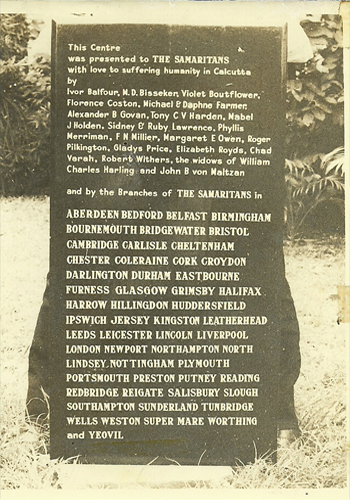 This Centre
was presented to THE SAMARITANS
with love to suffering humanity in Calcutta
by
Ivor Balfour, M.D. Bisseker, Violet Boutflower,
Florence Coston, Michael & Daphne Farmer,
Alexander B Govan, Tony C V Harden, Mabel
J Holden, Sidney & Ruby Lawrence, Phyllis
Merriman, F N Miller, Margaret E Owen, Roger
Pilkington, Gladys Price, Elizabeth Royds, Chad
Varah, Robert Withers, the widows of William
Charles Harling and John B von Maltzan
and by the Branches of THE SAMARITANS in
ABERDEEN BEDFORD BELFAST BIRMINGHAM
BOURNEMOUTH BRIDGEWATER BRISTOL
CAMBRIDGE CARLISLE CHELTENHAM
CHESTER COLERAINE CORK CROYDON
DARLINGTON DURHAM EASTBOURNE
FURNESS GLASGOW GRIMSBY HALIFAX
HARROW HILLINGDON HUDDERSFIELD
IPSWICH JERSEY KINGSTON LEATHERHEAD
LEEDS LEICESTER LINCOLN LIVERPOOL
LONDON NEWPORT NORTHAMPTON NORTH
LINDSEY NOTTINGHAM PLYMOUTH
PORTSMOUTH PRESTON PUTNEY READING
REDBRIDGE REIGATE SALISBURY SLOUGH
SOUTHAMPTON SUNDERLAND TUNBRIDGE
WELLS WESTON SUPER MARE WORTHING
and YEOVIL